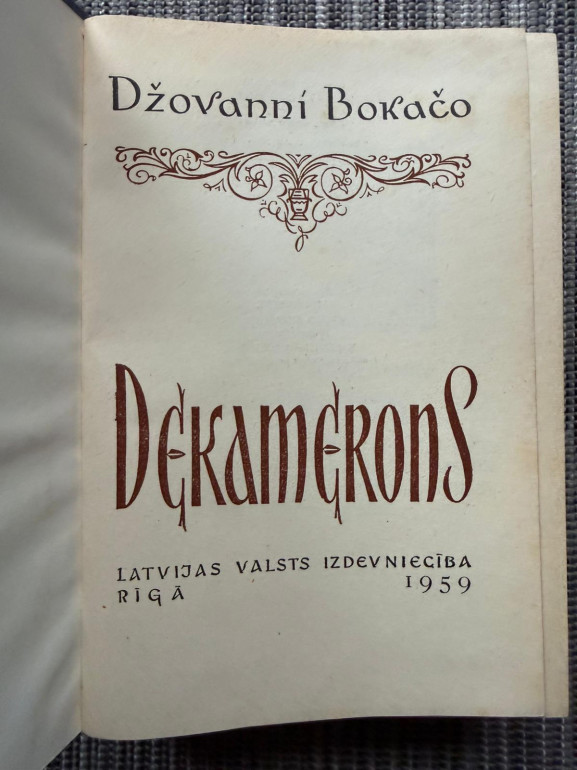 Džovanni Bokačo
Dekamerons
LATVIJAS VALSTS IZDEVNIECĪBA
RĪGĀ 1959